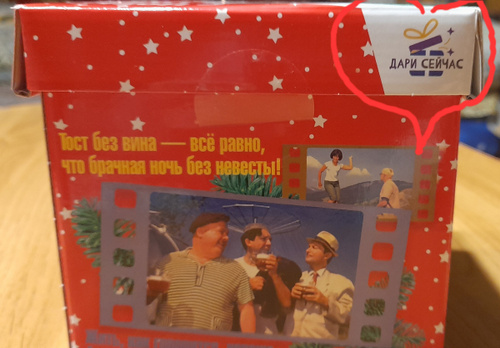 ДАРИ СЕЙЧАС
Тост без вина — всё равно,
что брачная ночь без невесты!